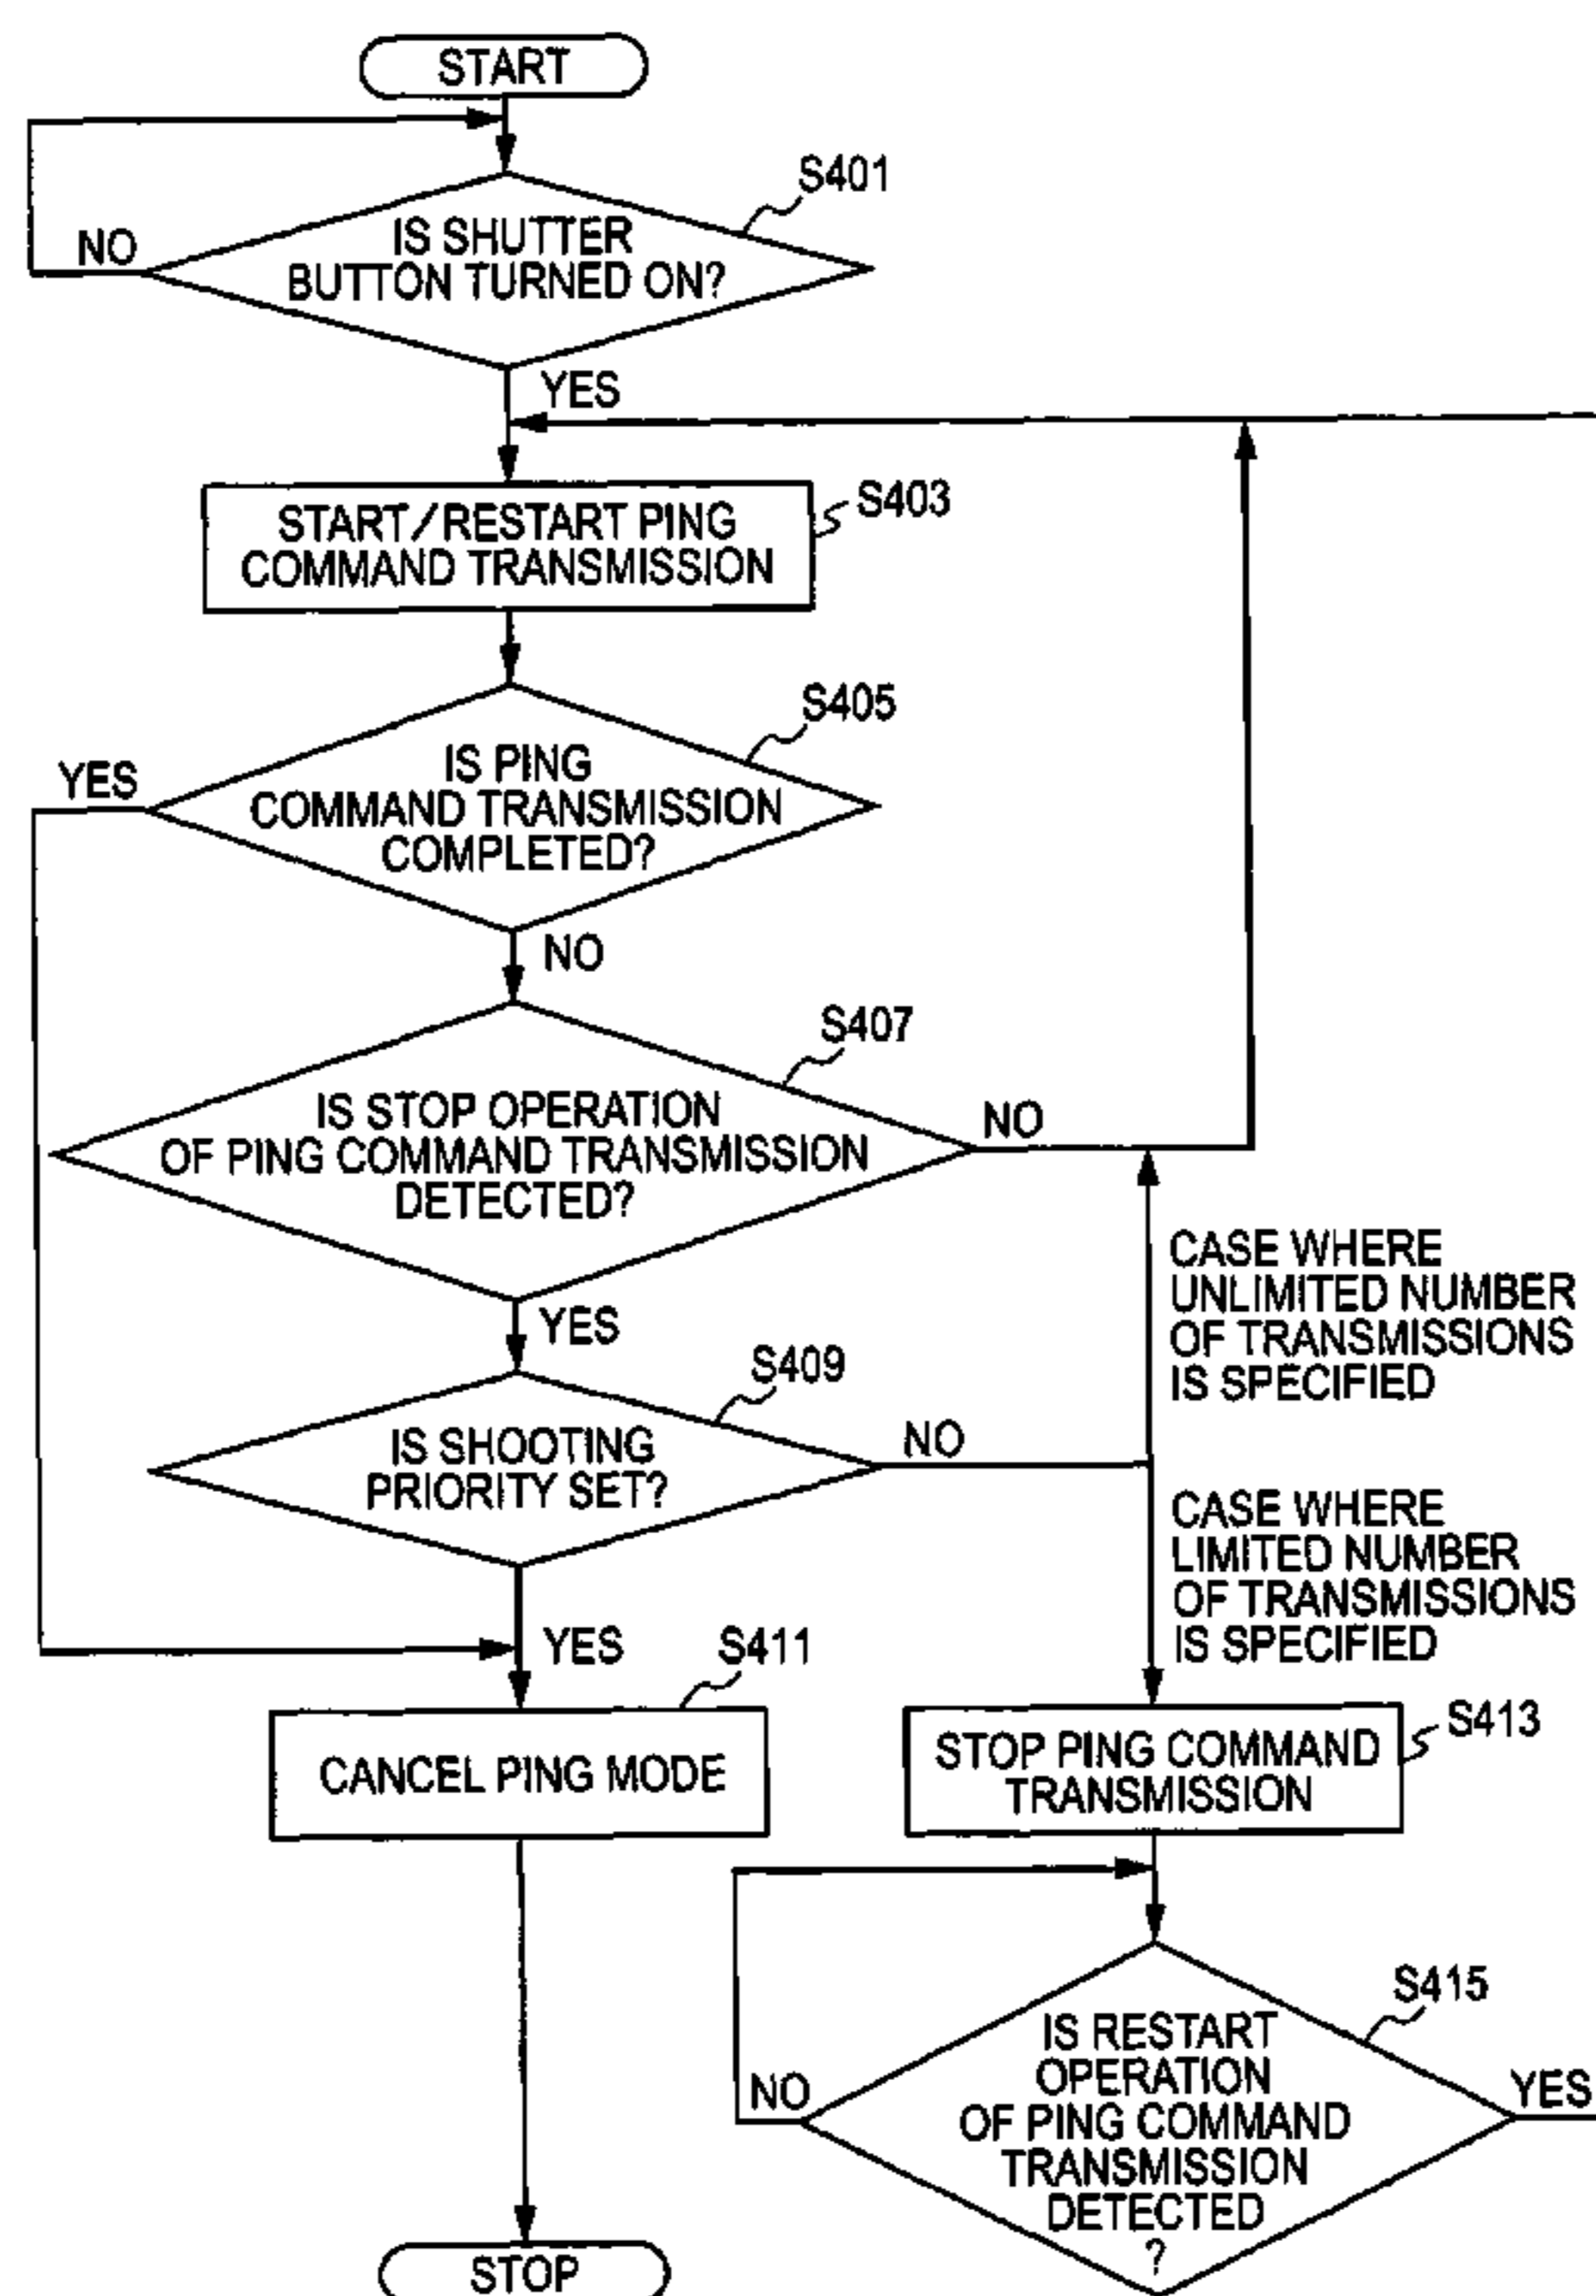 START
S401
IS SHUTTER
BUTTON TURNED ON?
NO
YES
S403
START/RESTART PING
COMMAND TRANSMISSION
S405
IS PING
COMMAND TRANSMISSION
COMPLETED?
YES
NO
S407
IS STOP OPERATION
OF PING COMMAND TRANSMISSION
DETECTED?
NO
YES
CASE WHERE
UNLIMITED NUMBER
OF TRANSMISSIONS
IS SPECIFIED
S409
IS SHOOTING
PRIORITY SET?
NO
YES
CASE WHERE
LIMITED NUMBER
OF TRANSMISSIONS
IS SPECIFIED
S411
CANCEL PING MODE
S413
STOP PING COMMAND
TRANSMISSION
S415
IS RESTART
OPERATION
OF PING COMMAND
TRANSMISSION
DETECTED
?
NO
YES
STOP